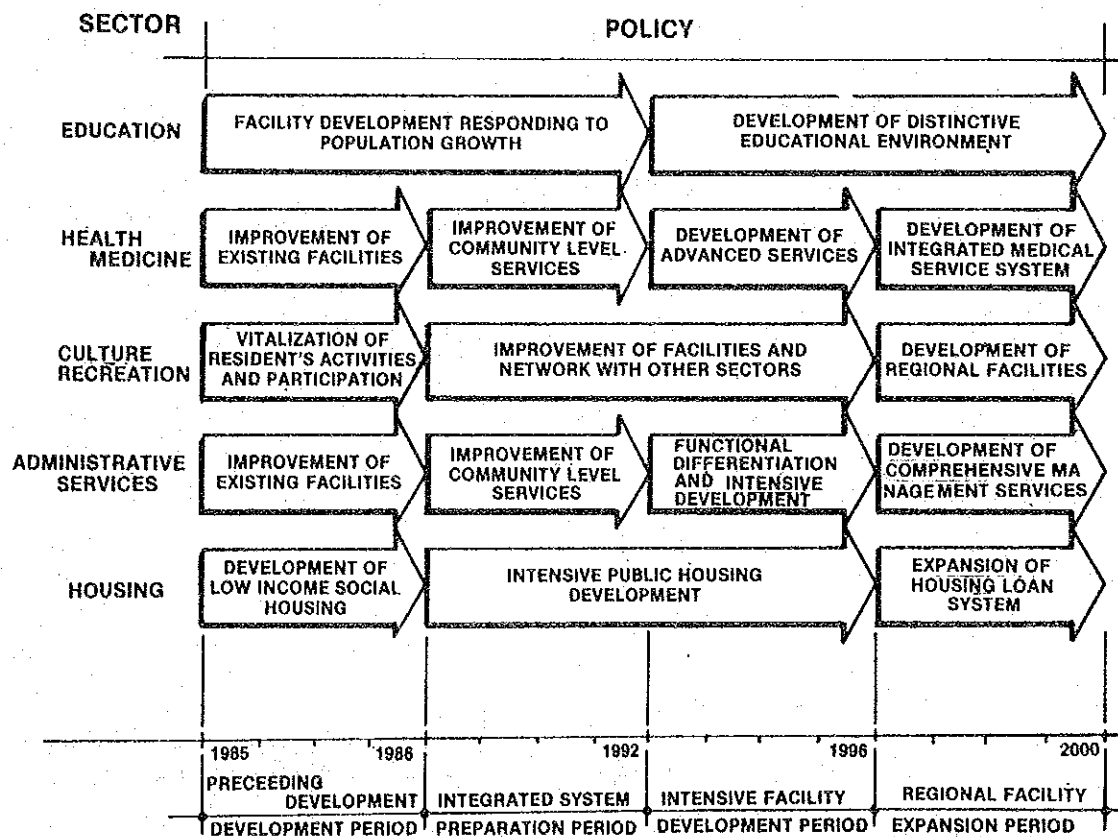 SECTOR
POLICY
EDUCATION
FACILITY DEVELOPMENT RESPONDING TO
POPULATION GROWTH
DEVELOPMENT OF DISTINCTIVE
EDUCATIONAL ENVIRONMENT
HEALTH
MEDICINE
IMPROVEMENT OF
EXISTING FACILITIES
IMPROVEMENT OF
COMMUNITY LEVEL
SERVICES
DEVELOPMENT OF
ADVANCED SERVICES
DEVELOPMENT OF
INTEGRATED MEDICAL
SERVICE SYSTEM
CULTURE
RECREATION
VITALIZATION OF
RESIDENT'S ACTIVITIES
AND PARTICIPATION
IMPROVEMENT OF FACILITIES AND
NETWORK WITH OTHER SECTORS
DEVELOPMENT OF
REGIONAL FACILITIES
ADMINISTRATIVE
SERVICES
IMPROVEMENT OF
EXISTING FACILITIES
IMPROVEMENT OF
COMMUNITY LEVEL
SERVICES
FUNCTIONAL
DIFFERENTIATION
AND INTENSIVE
DEVELOPMENT
DEVELOPMENT OF
COMPREHENSIVE MA
NAGEMENT SERVICES
HOUSING
DEVELOPMENT OF
LOW INCOME SOCIAL
HOUSING
INTENSIVE PUBLIC HOUSING
DEVELOPMENT
EXPANSION OF
HOUSING LOAN
SYSTEM
1985 1986 1992 1996 2000
PRECEEDING
DEVELOPMENT
DEVELOPMENT PERIOD
INTEGRATED SYSTEM
PREPARATION PERIOD
INTENSIVE FACILITY
DEVELOPMENT PERIOD
REGIONAL FACILITY
EXPANSION PERIOD